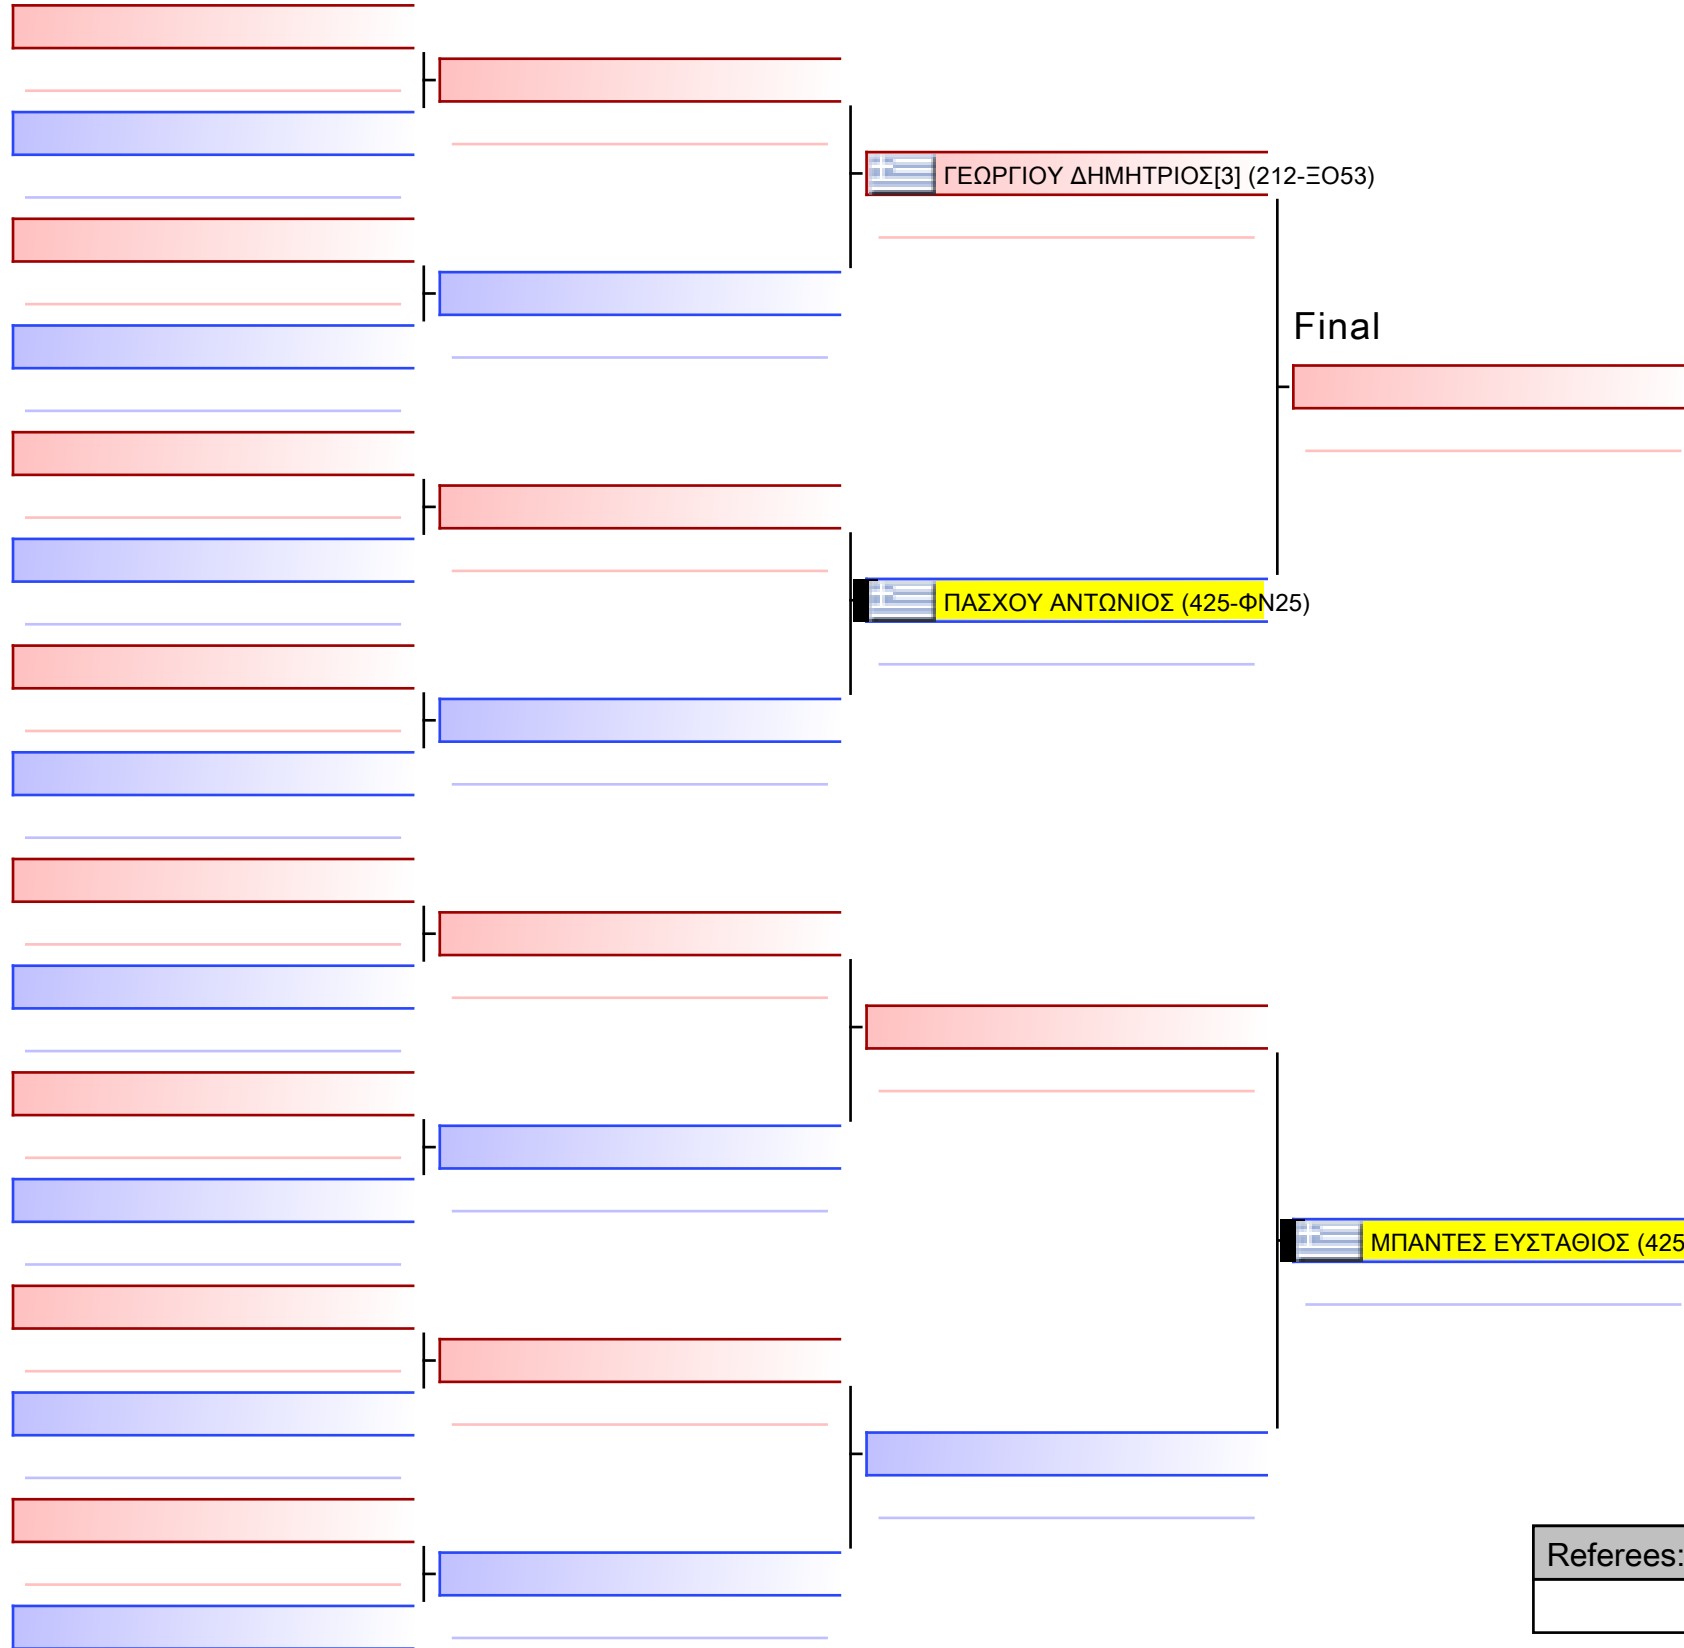 ΓΕΩΡΓΙΟΥ ΔΗΜΗΤΡΙΟΣ[3] (212-ΞΟ53)
Final
ΠΑΣΧΟΥ ΑΝΤΩΝΙΟΣ (425-ΦΝ25)
ΜΠΑΝΤΕΣ ΕΥΣΤΑΘΙΟΣ (425
Referees: